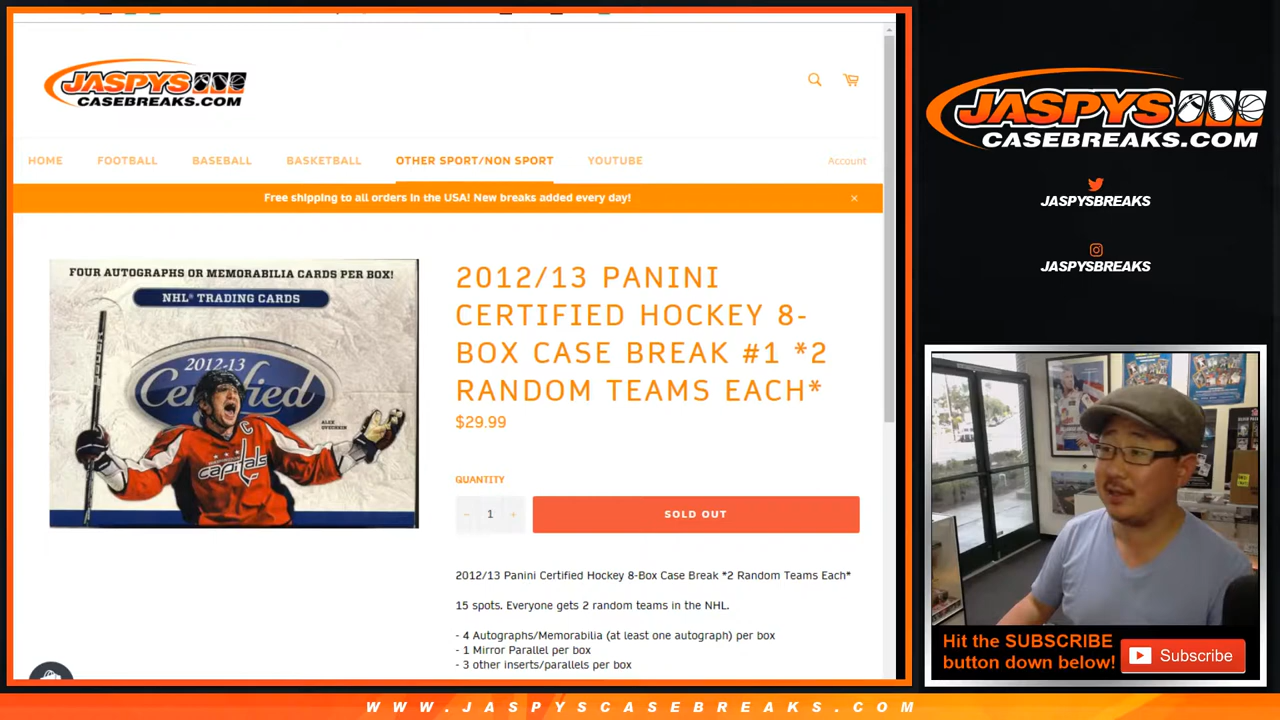 JASPYS
CASEBREAKS.COM
HOME
FOOTBALL
BASEBALL
BASKETBALL
OTHER SPORT/NON SPORT
YOUTUBE
Account
Free shipping to all orders in the USA! New breaks added every day!
×
FOUR AUTOGRAPHS OR MEMORABILIA CARDS PER BOX!
NHL® TRADING CARDS
2012-13
Certified
ALEX
OVECHKIN
capitals
C
2012/13 PANINI
CERTIFIED HOCKEY 8-
BOX CASE BREAK #1 *2
RANDOM TEAMS EACH*
$29.99
QUANTITY
− 1 +
SOLD OUT
2012/13 Panini Certified Hockey 8-Box Case Break *2 Random Teams Each*
15 spots. Everyone gets 2 random teams in the NHL.
- 4 Autographs/Memorabilia (at least one autograph) per box
- 1 Mirror Parallel per box
- 3 other inserts/parallels per box
JASPYS
CASEBREAKS.COM
JASPYSBREAKS
JASPYSBREAKS
Hit the SUBSCRIBE
button down below!
Subscribe
WWW.JASPYSCASEBREAKS.COM